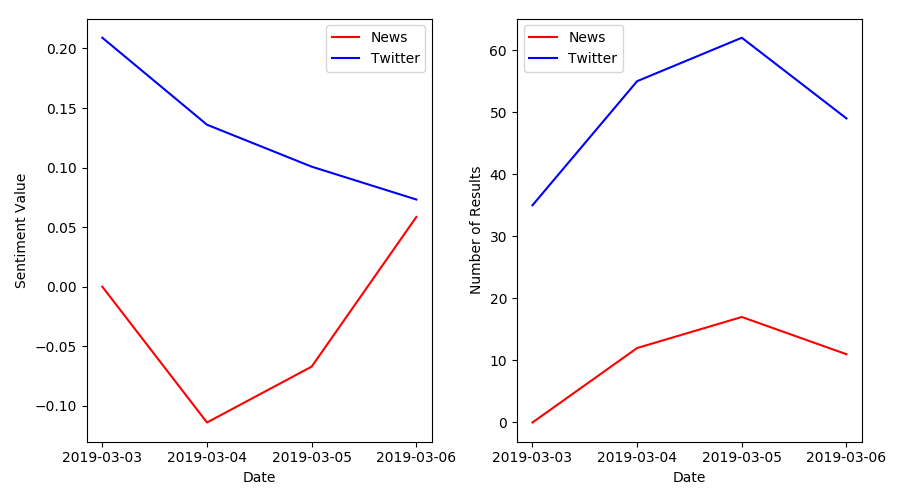 News
Twitter
0.20
0.15
0.10
0.05
0.00
−0.05
−0.10
Sentiment Value
2019-03-03 2019-03-04 2019-03-05 2019-03-06
Date
News
Twitter
60
50
40
30
20
10
0
Number of Results
2019-03-03 2019-03-04 2019-03-05 2019-03-06
Date